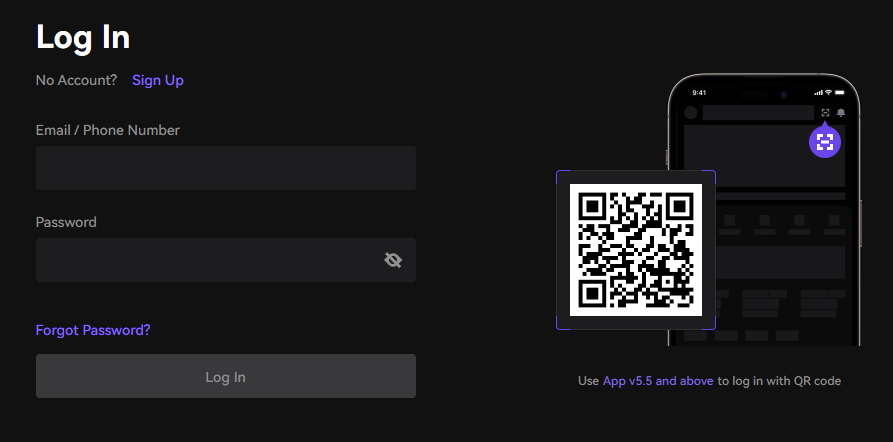 Log In
No Account? Sign Up
Email / Phone Number
Password
Forgot Password?
Log In
9:41
Use App v5.5 and above to log in with QR code